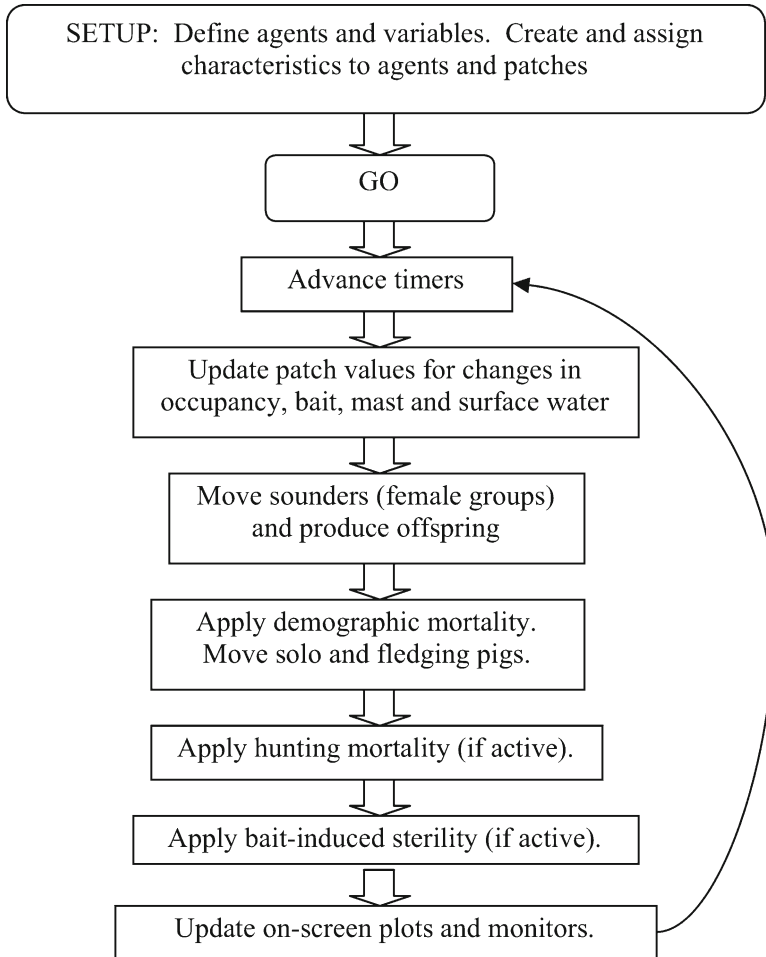 SETUP:  Define agents and variables.  Create and assign
characteristics to agents and patches
GO
Advance timers
Update patch values for changes in
occupancy, bait, mast and surface water
Move sounders (female groups)
and produce offspring
Apply demographic mortality.
Move solo and fledging pigs.
Apply hunting mortality (if active).
Apply bait-induced sterility (if active).
Update on-screen plots and monitors.